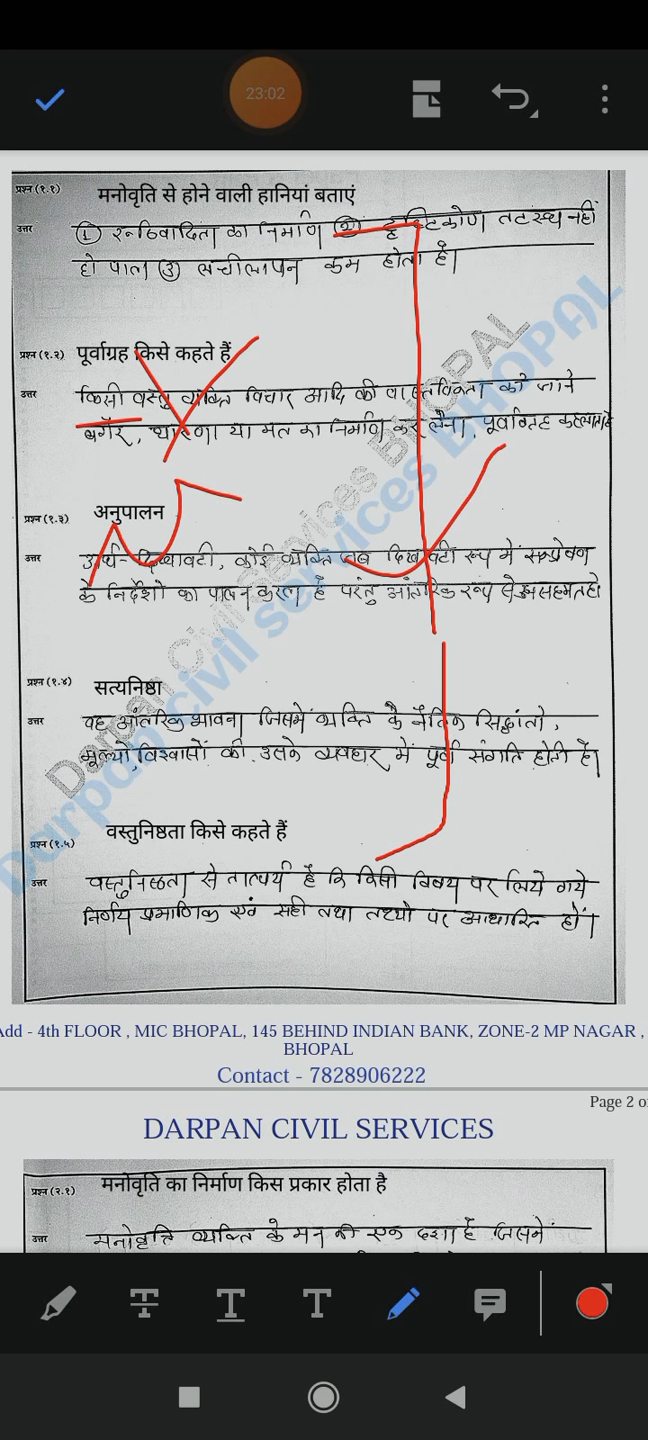 23:02
प्रश्न (१.१) मनोवृति से होने वाली हानियां बताएं
उत्तर ① रूढिवादिता का निर्माण ② दृष्टिकोण तटस्थ नहीं
हो पाता ③ लचीलापन कम होता है|
प्रश्न (१.२) पूर्वाग्रह किसे कहते हैं
उत्तर किसी वस्तु व्यक्ति विचार आदि की वास्तविकता को जाने
बगैर, धारणा या मत का निर्माण कर लेना, पूर्वाग्रह कहलाता है
प्रश्न (१.३) अनुपालन
उत्तर अर्थ- दिखावटी, कोई व्यक्ति जब दिखावटी रूप में सम्प्रेषण
के निर्देशों का पालन करता है परंतु आंतरिक रूप से असहमत हो
प्रश्न (१.४) सत्यनिष्ठा
उत्तर वह आंतरिक भावना जिसमें व्यक्ति के नैतिक सिद्धांतो,
मूल्यो, विश्वासों की उसके व्यवहार में पूर्ण संगति होती है|
प्रश्न (१.५) वस्तुनिष्ठता किसे कहते हैं
उत्तर वस्तुनिष्ठता से तात्पर्य है कि किसी विषय पर लिये गये
निर्णय प्रमाणिक एवं सही तथा तथ्यो पर आधारित हों|
Darpan Civil Services BHOPAL
Darpan civil services BHOPAL
Add - 4th FLOOR , MIC BHOPAL, 145 BEHIND INDIAN BANK, ZONE-2 MP NAGAR ,
BHOPAL
Contact - 7828906222
Page 2 o
DARPAN CIVIL SERVICES
प्रश्न (२.१) मनोवृति का निर्माण किस प्रकार होता है
उत्तर मनोवृत्ति व्यक्ति के मन की एक दशा है जिसमें